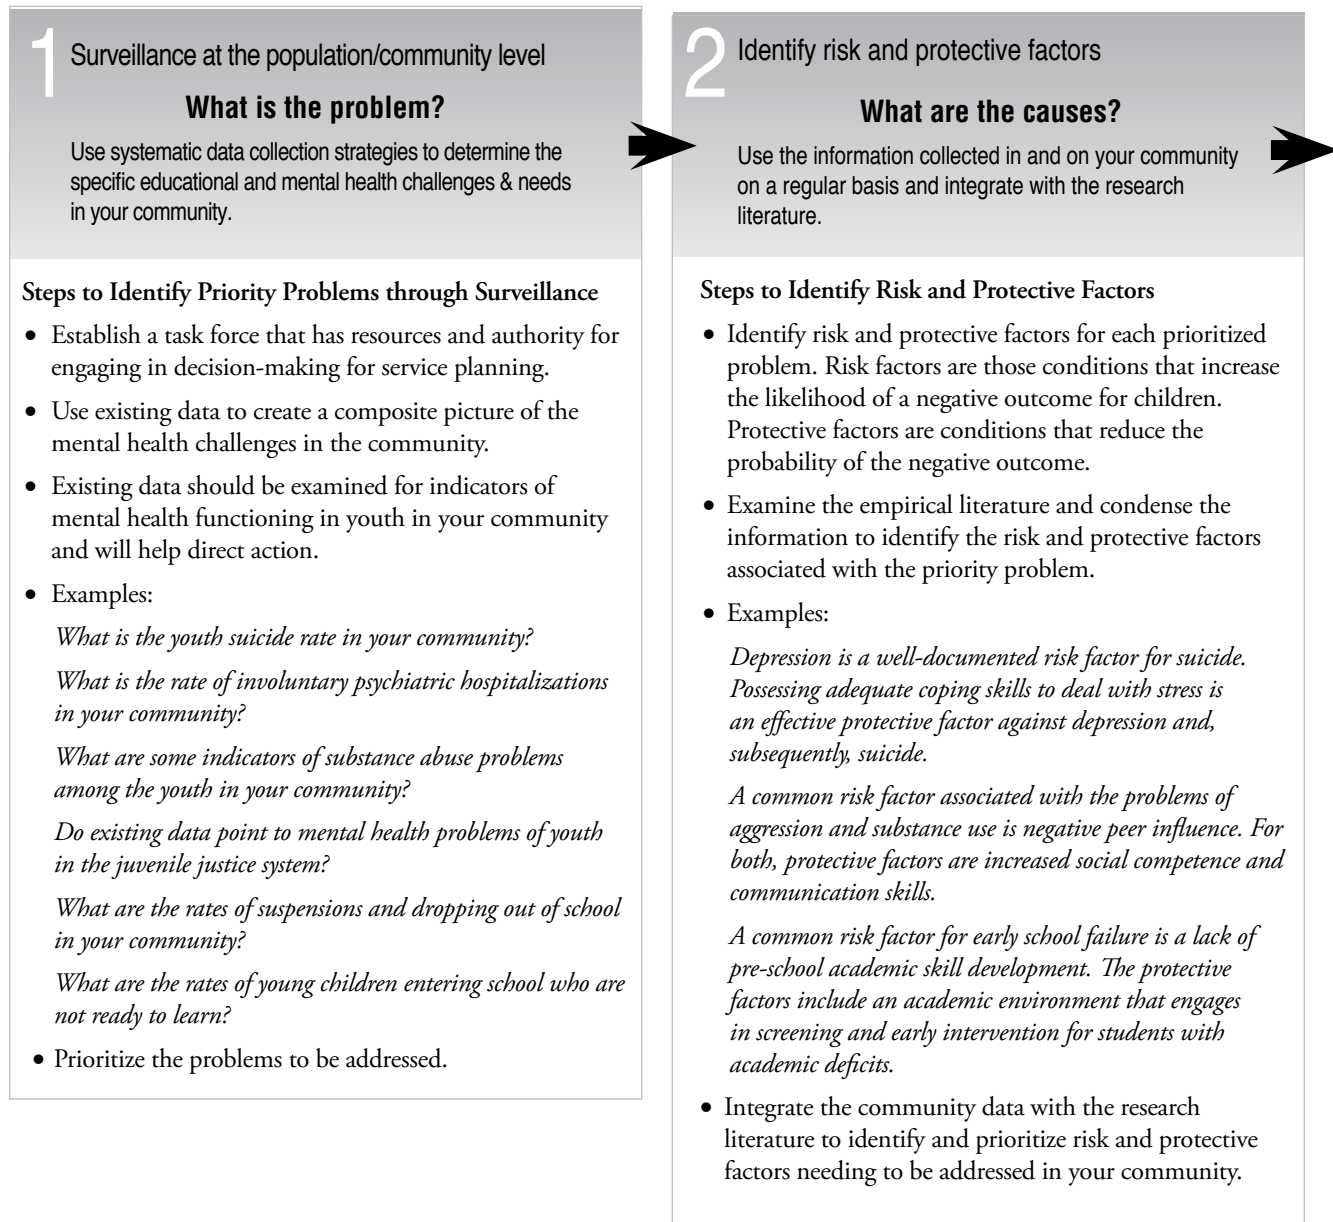 1
Surveillance at the population/community level
What is the problem?
Use systematic data collection strategies to determine the
specific educational and mental health challenges & needs
in your community.
Steps to Identify Priority Problems through Surveillance
• Establish a task force that has resources and authority for
engaging in decision-making for service planning.
• Use existing data to create a composite picture of the
mental health challenges in the community.
• Existing data should be examined for indicators of
mental health functioning in youth in your community
and will help direct action.
• Examples:
What is the youth suicide rate in your community?
What is the rate of involuntary psychiatric hospitalizations
in your community?
What are some indicators of substance abuse problems
among the youth in your community?
Do existing data point to mental health problems of youth
in the juvenile justice system?
What are the rates of suspensions and dropping out of school
in your community?
What are the rates of young children entering school who are
not ready to learn?
• Prioritize the problems to be addressed.
2
Identify risk and protective factors
What are the causes?
Use the information collected in and on your community
on a regular basis and integrate with the research
literature.
Steps to Identify Risk and Protective Factors
• Identify risk and protective factors for each prioritized
problem. Risk factors are those conditions that increase
the likelihood of a negative outcome for children.
Protective factors are conditions that reduce the
probability of the negative outcome.
• Examine the empirical literature and condense the
information to identify the risk and protective factors
associated with the priority problem.
• Examples:
Depression is a well-documented risk factor for suicide.
Possessing adequate coping skills to deal with stress is
an effective protective factor against depression and,
subsequently, suicide.
A common risk factor associated with the problems of
aggression and substance use is negative peer influence. For
both, protective factors are increased social competence and
communication skills.
A common risk factor for early school failure is a lack of
pre-school academic skill development. The protective
factors include an academic environment that engages
in screening and early intervention for students with
academic deficits.
• Integrate the community data with the research
literature to identify and prioritize risk and protective
factors needing to be addressed in your community.